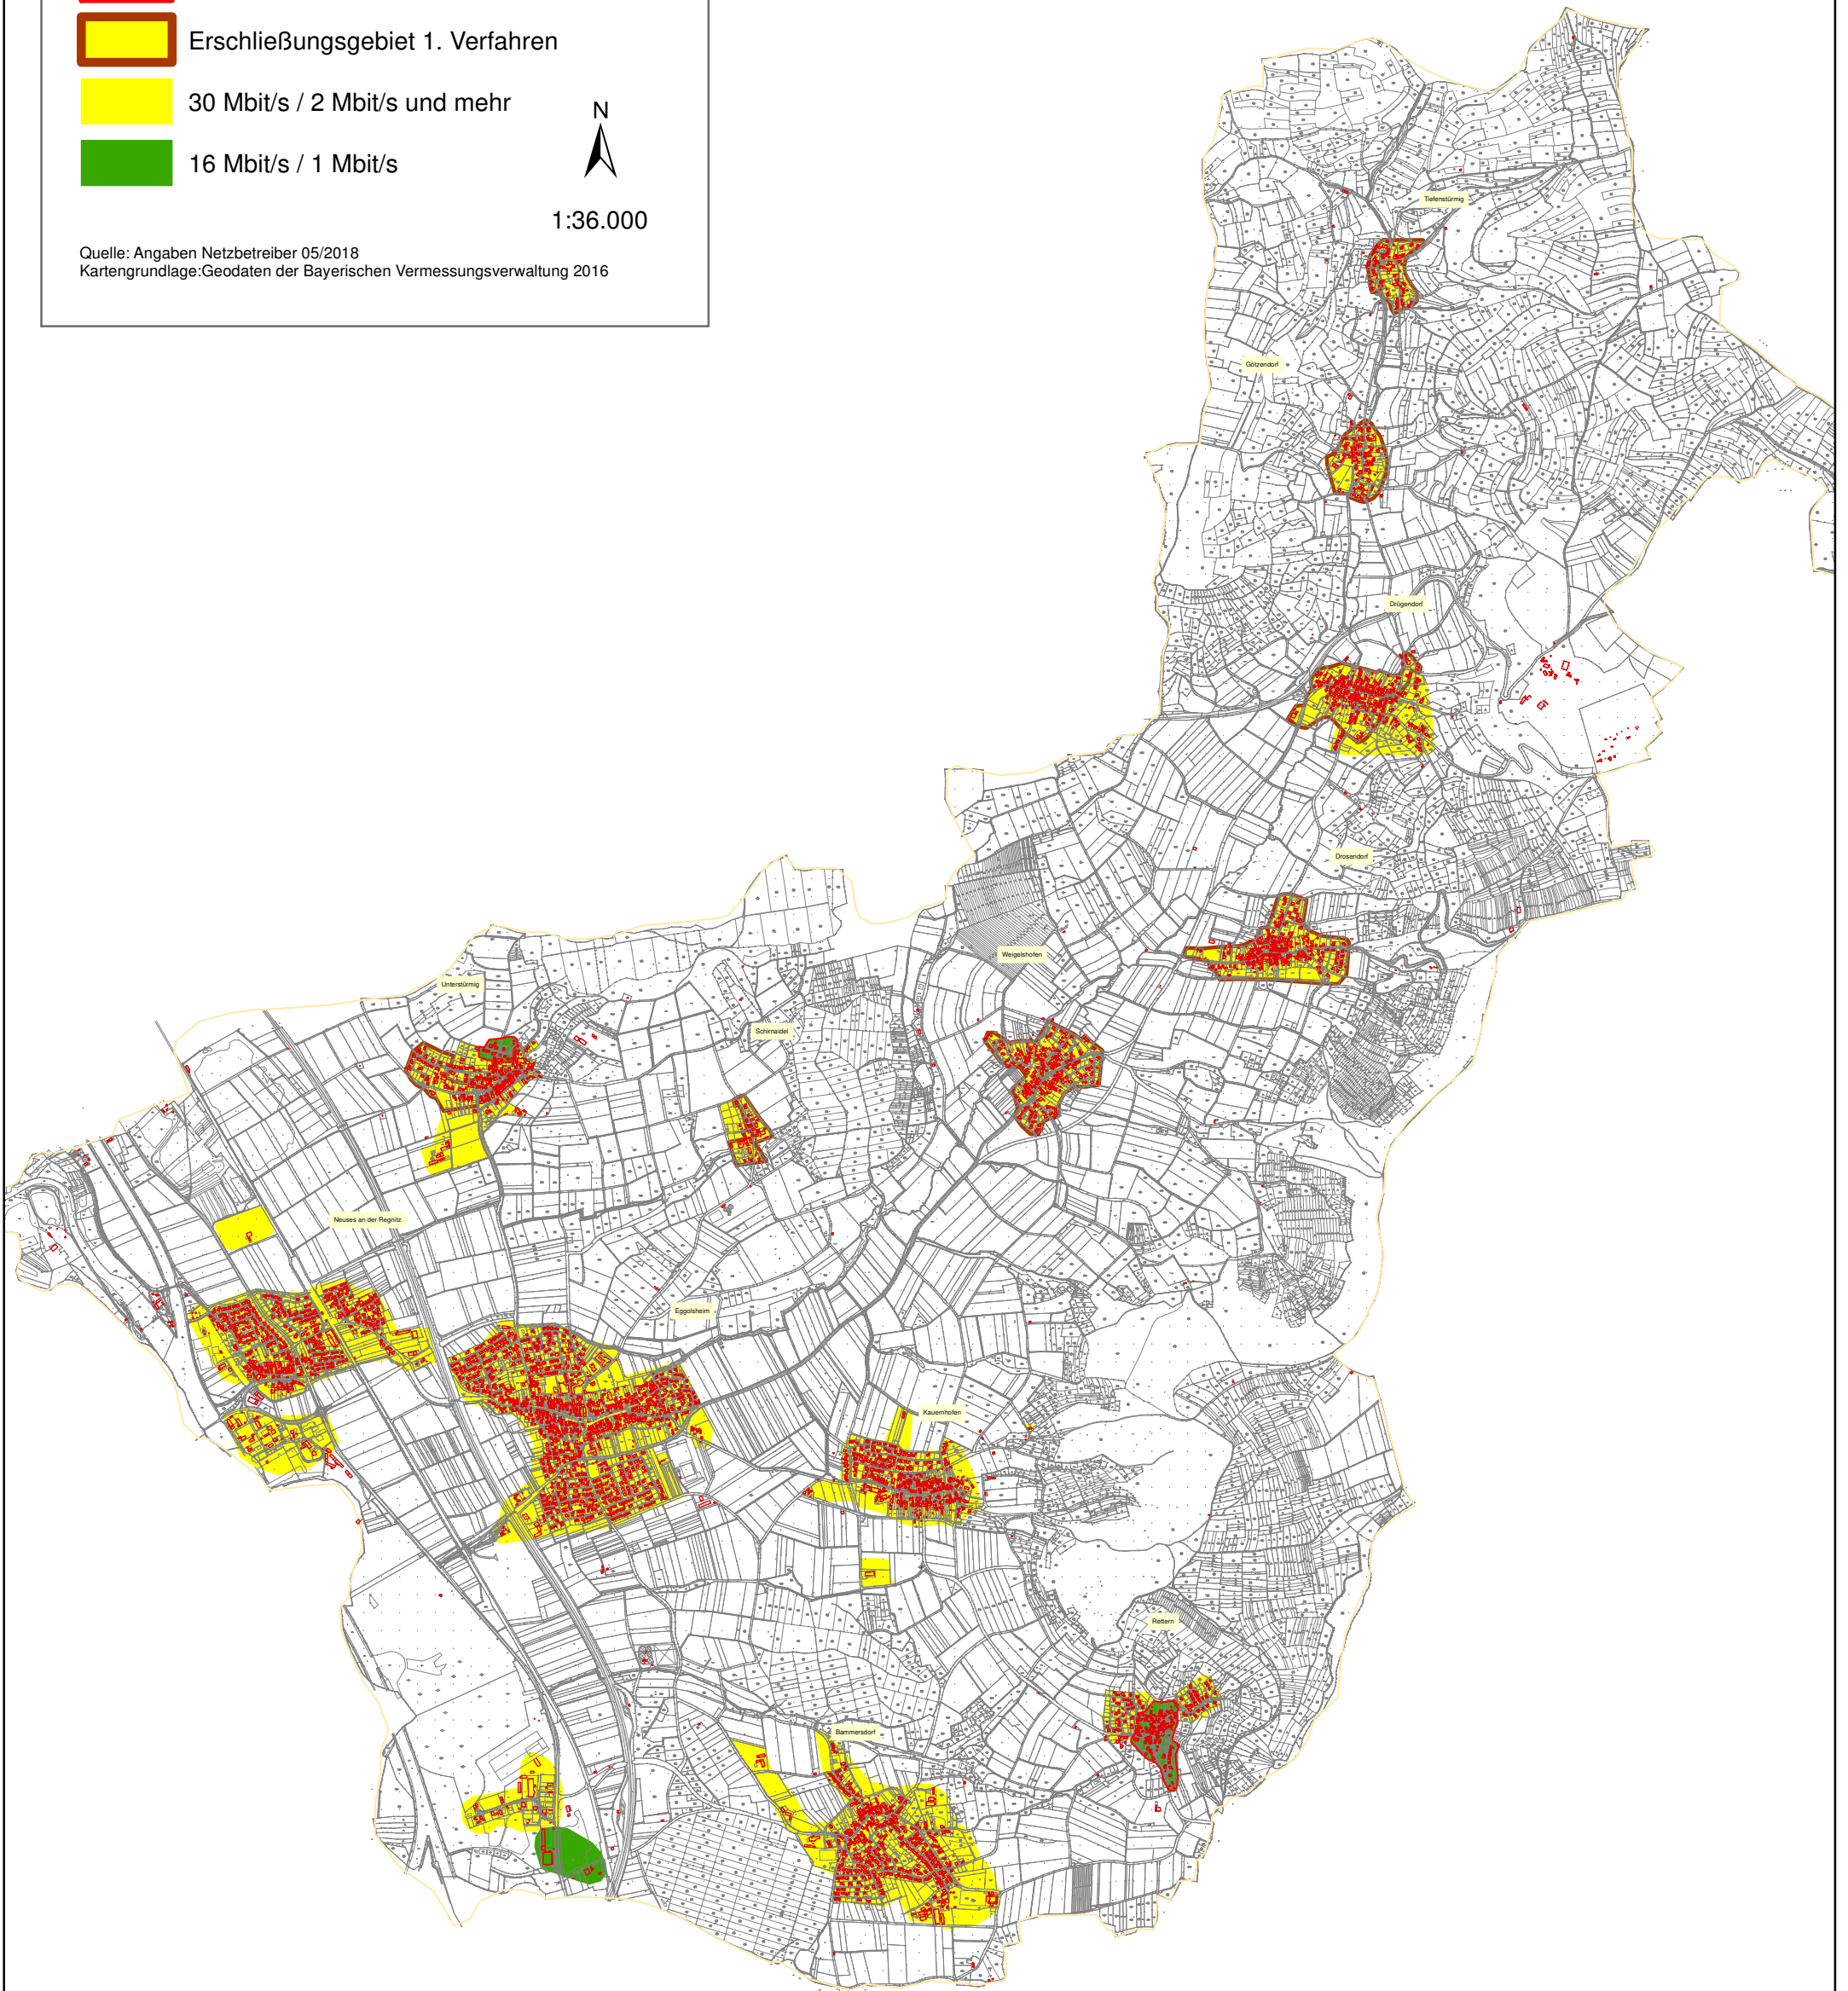 Erschließungsgebiet 1. Verfahren
30 Mbit/s / 2 Mbit/s und mehr
N
16 Mbit/s / 1 Mbit/s
1:36.000
Quelle: Angaben Netzbetreiber 05/2018
Kartengrundlage:Geodaten der Bayerischen Vermessungsverwaltung 2016
Tiefenstürmig
Götzendorf
Drügendorf
Drosendorf
Weigelshofen
Unterstürmig
Schirnaidel
Neuses an der Regnitz
Eggolsheim
Kauernhofen
Rettern
Bammersdorf